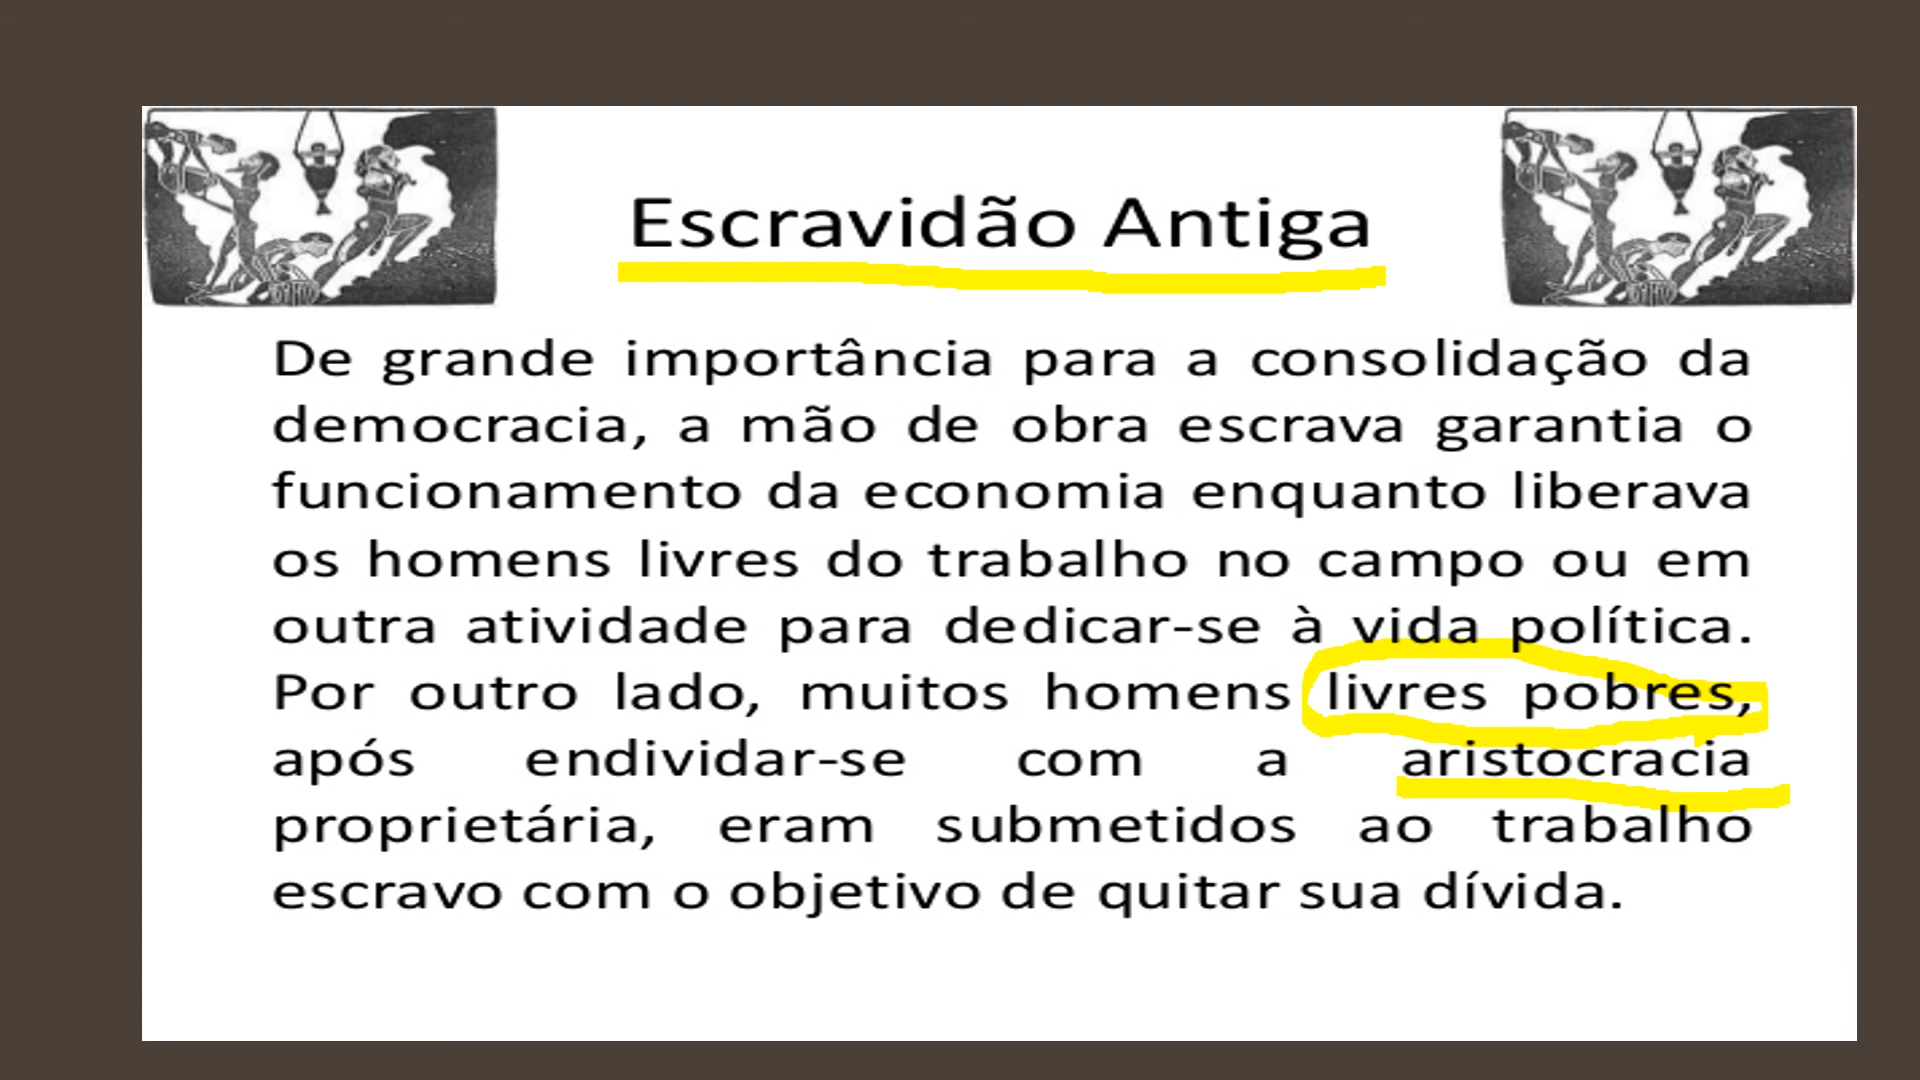 Escravidão Antiga
De grande importância para a consolidação da
democracia, a mão de obra escrava garantia o
funcionamento da economia enquanto liberava
os homens livres do trabalho no campo ou em
outra atividade para dedicar-se à vida política.
Por outro lado, muitos homens livres pobres,
após endividar-se com a aristocracia
proprietária, eram submetidos ao trabalho
escravo com o objetivo de quitar sua dívida.